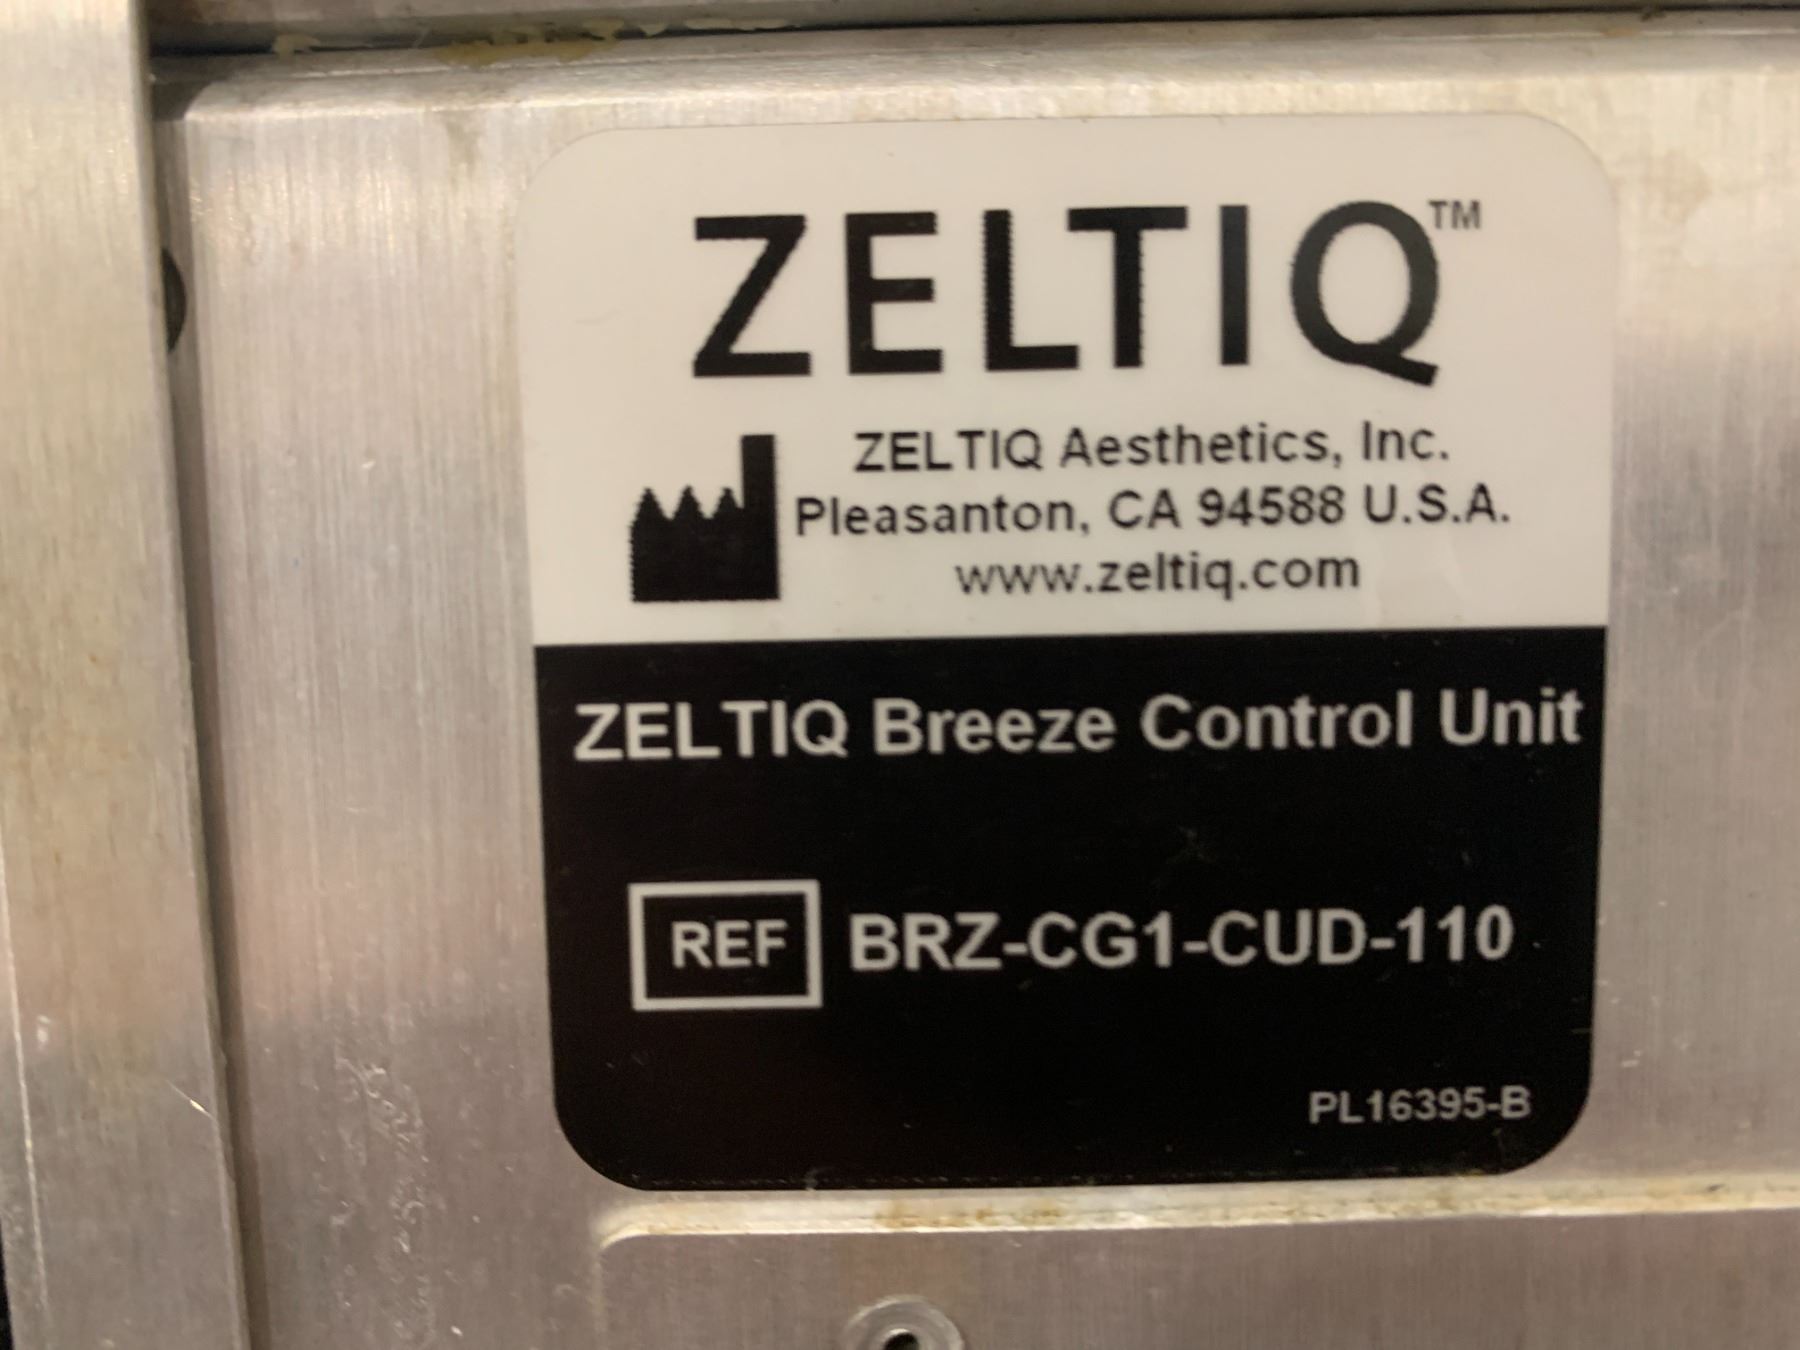 ZELTIQ™
ZELTIQ Aesthetics, Inc.
Pleasanton, CA 94588 U.S.A.
www.zeltiq.com
ZELTIQ Breeze Control Unit
REF BRZ-CG1-CUD-110
PL16395-B